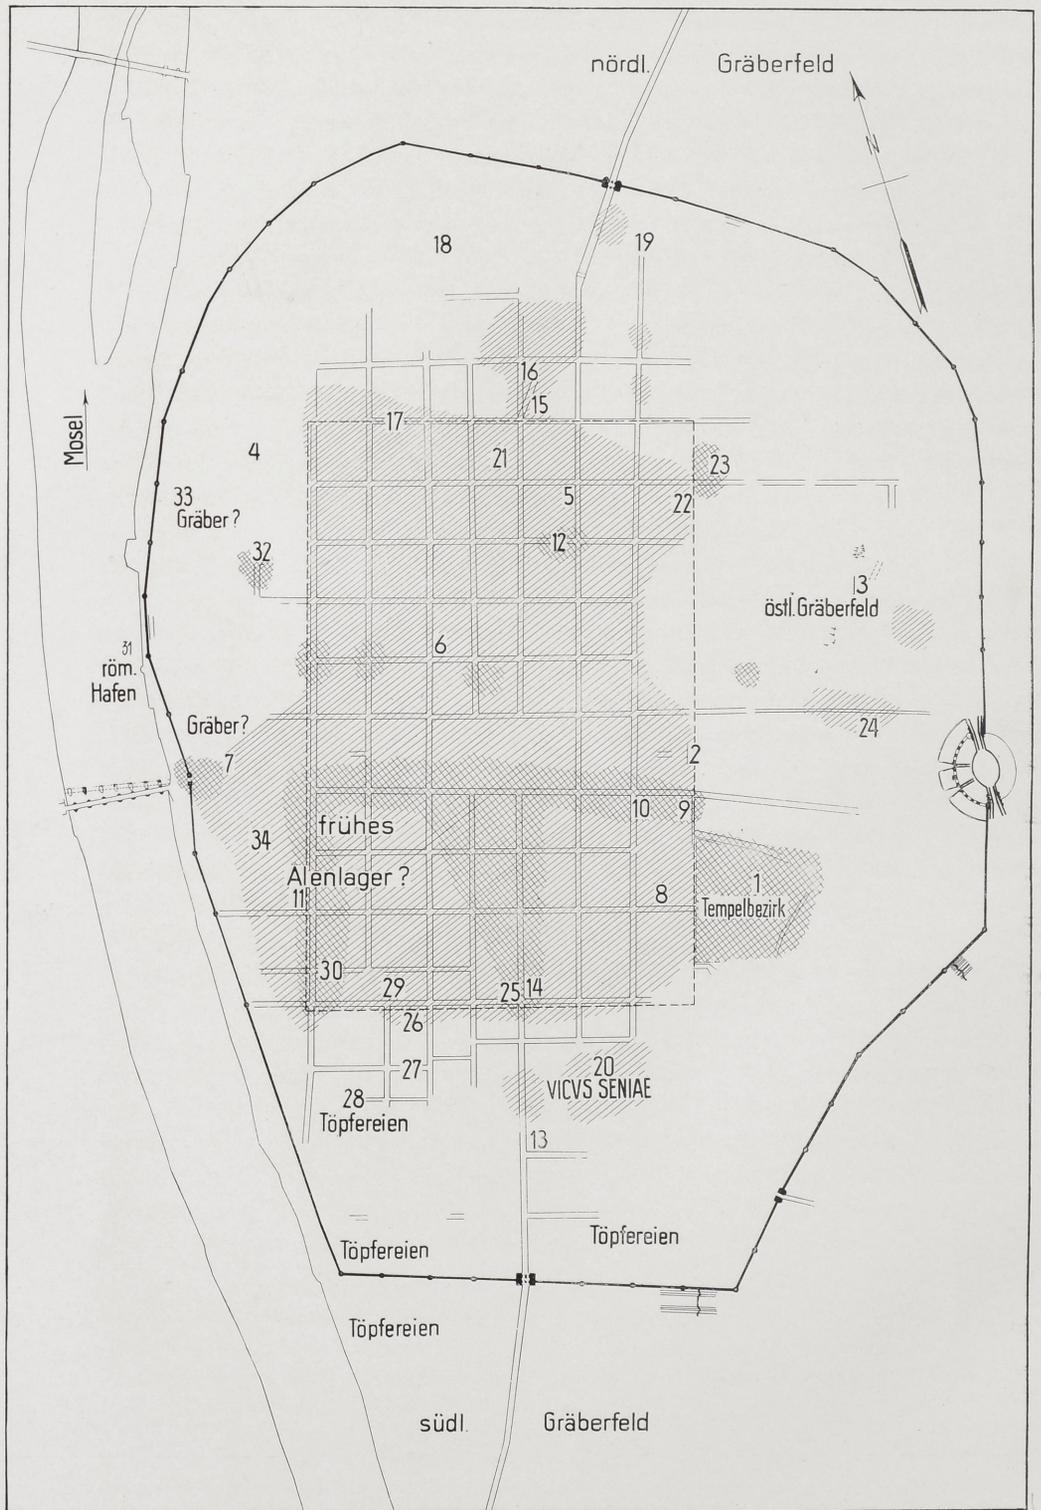 nördl. Gräberfeld
N
18
19
16
15
17
Mosel
4
21
23
33
Gräber?
5
22
12
32
3
östl. Gräberfeld
6
31
röm.
Hafen
Gräber?
24
7
2
10
9
frühes
34
Alenlager?
1
Tempelbezirk
11
8
30
29
25
14
26
27
20
VICVS SENIAE
28
Töpfereien
13
Töpfereien
Töpfereien
Töpfereien
südl. Gräberfeld